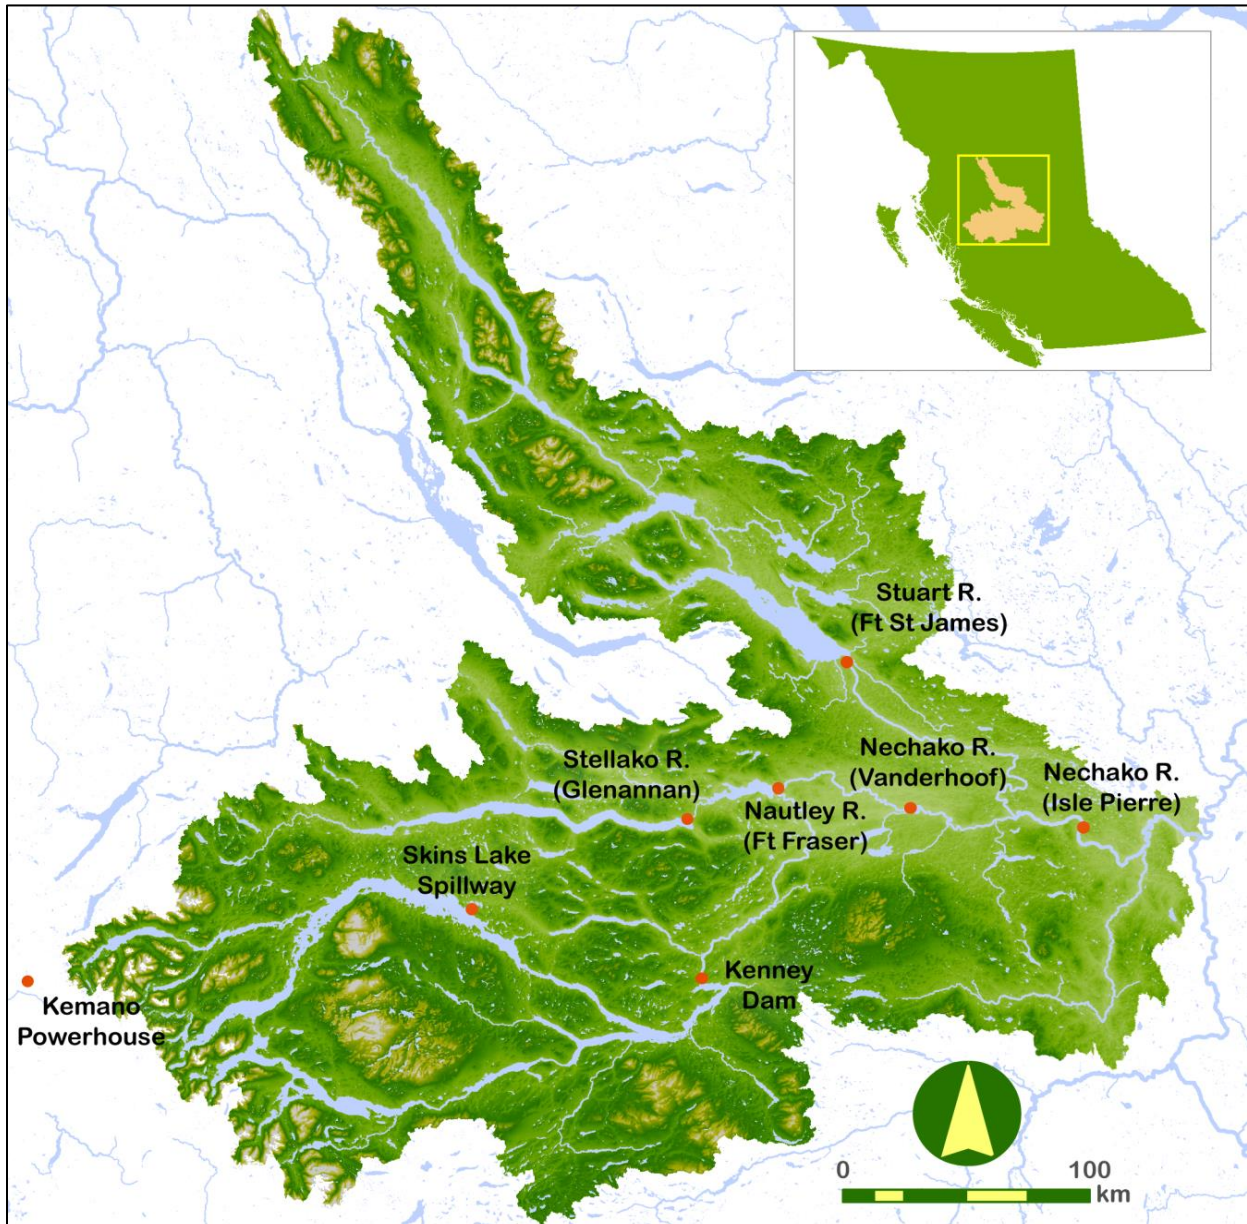 Stuart R.
(Ft St James)
Nechako R.
(Vanderhoof)
Nechako R.
(Isle Pierre)
Stellako R.
(Glenannan)
Nautley R.
(Ft Fraser)
Skins Lake
Spillway
Kenney
Dam
Kemano
Powerhouse
0 100
km